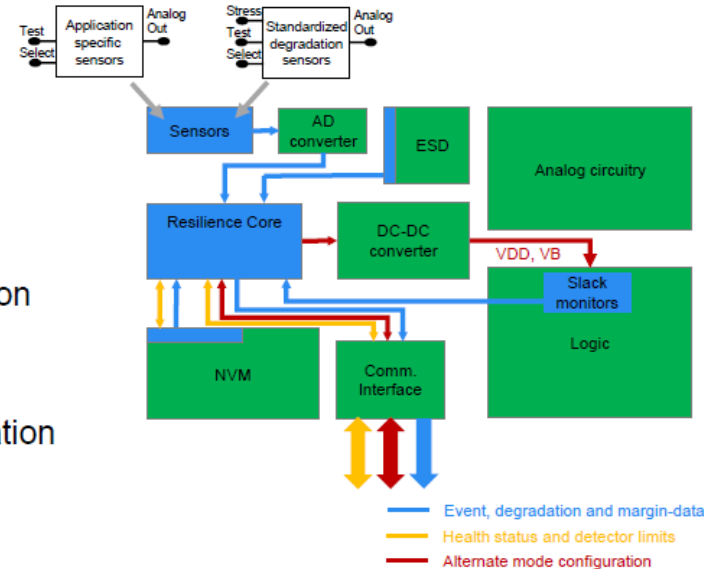 Stress
Test
Select
Application
specific
sensors
Analog
Out
Test
Select
Standardized
degradation
sensors
Analog
Out
Sensors
AD
converter
ESD
Analog circuitry
Resilience Core
DC-DC
converter
VDD, VB
Slack
monitors
Logic
on
NVM
Comm.
Interface
ation
Event, degradation and margin-data
Health status and detector limits
Alternate mode configuration